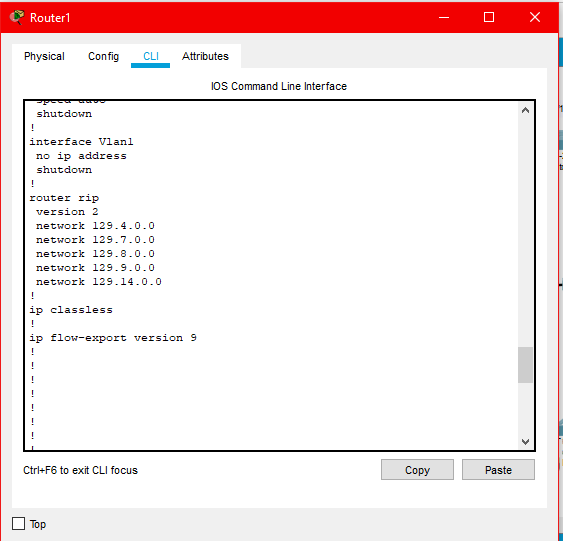 Router1
Physical Config CLI Attributes
IOS Command Line Interface
speed auto
shutdown
!
interface Vlan1
no ip address
shutdown
!
router rip
version 2
network 129.4.0.0
network 129.7.0.0
network 129.8.0.0
network 129.9.0.0
network 129.14.0.0
!
ip classless
!
ip flow-export version 9
!
!
!
!
!
!
!
!
Ctrl+F6 to exit CLI focus
Copy Paste
Top